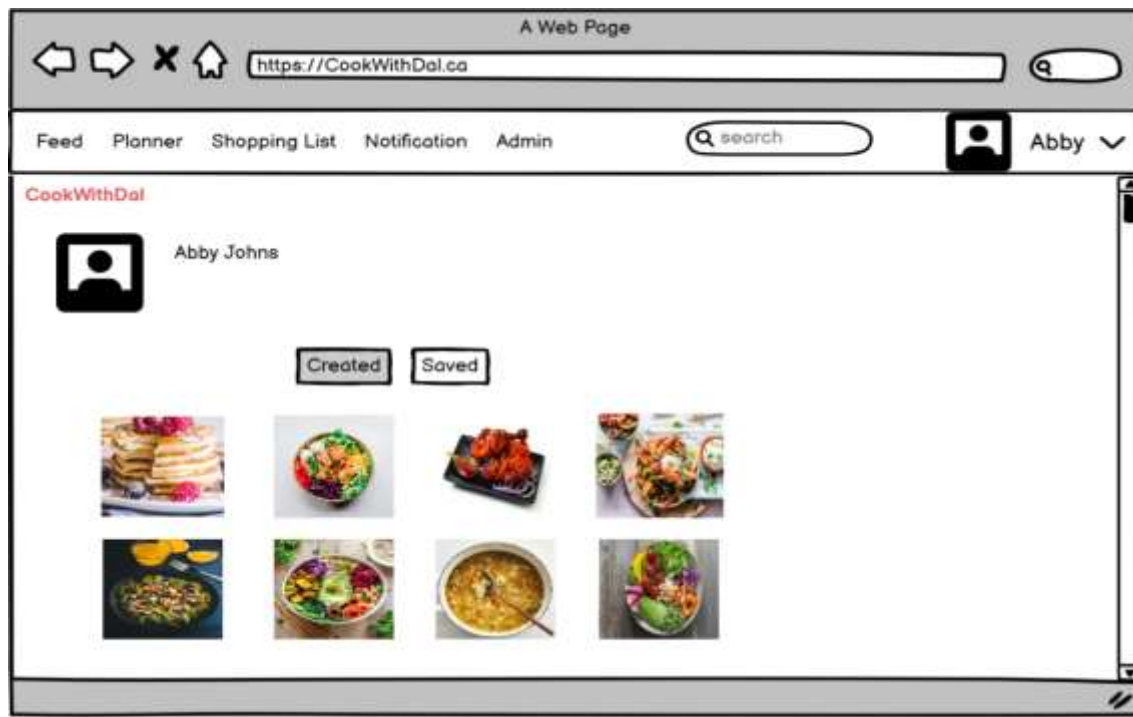 A Web Page
https://CookWithDal.ca
Feed Planner Shopping List Notification Admin search Abby
CookWithDal
Abby Johns
Created Saved